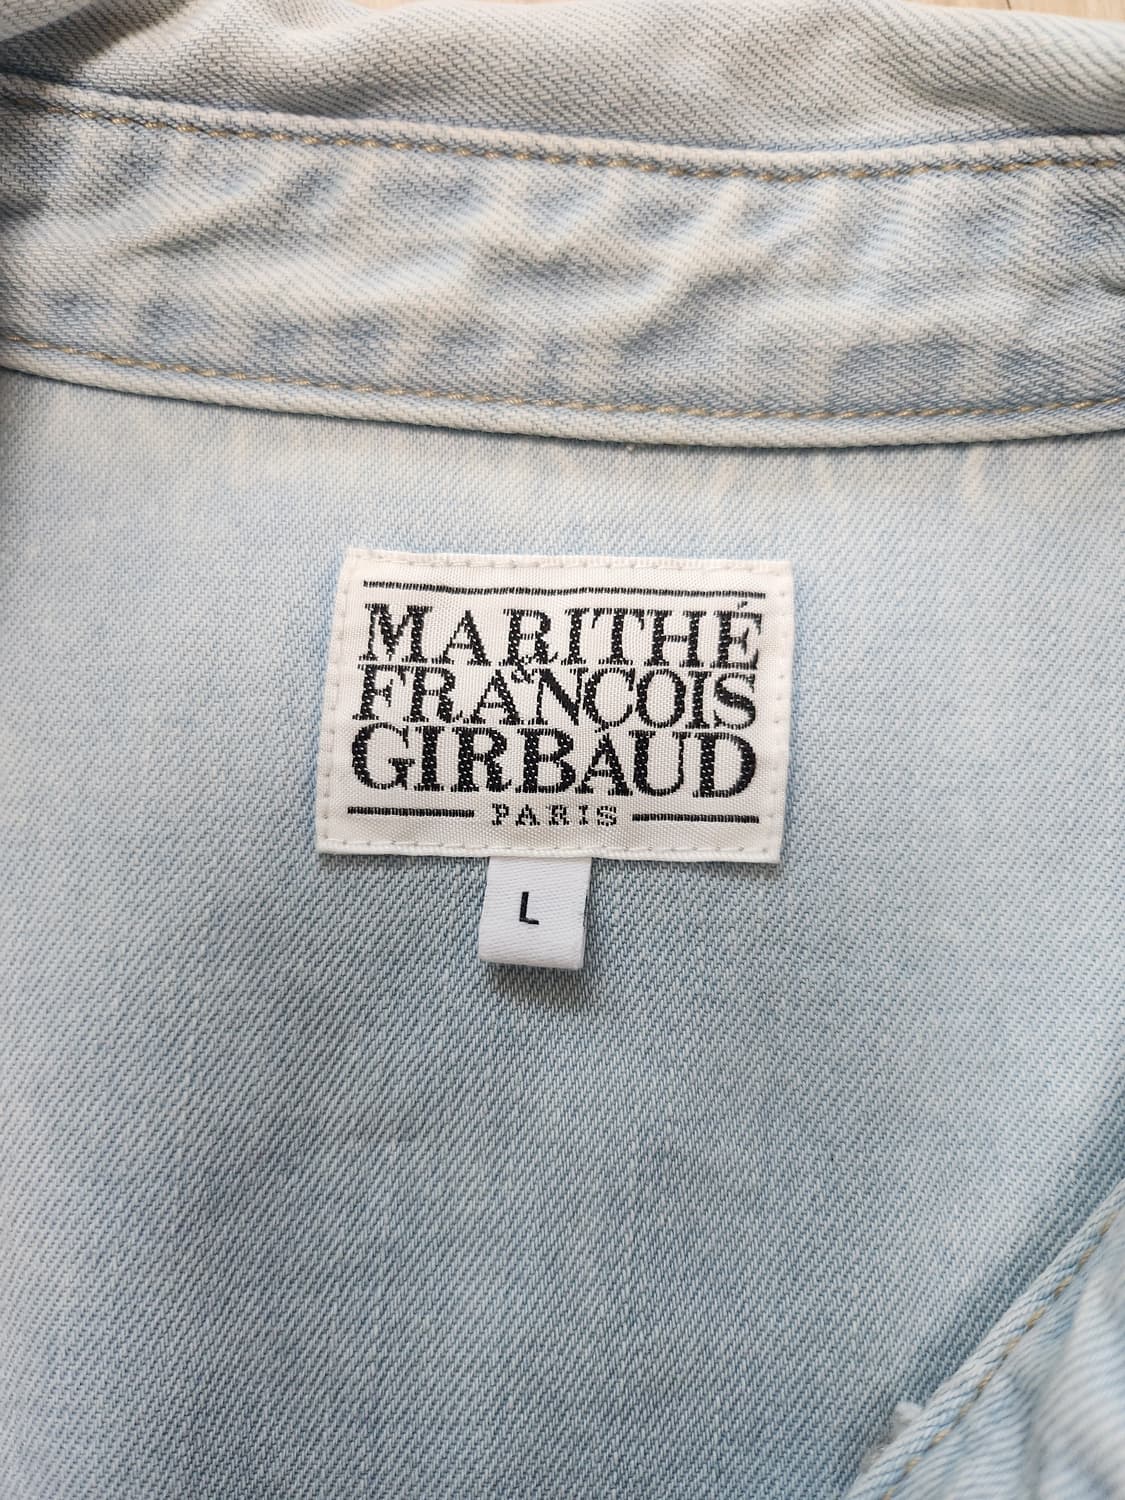 MARITHÉ
&
FRANÇOIS
GIRBAUD
PARIS
L